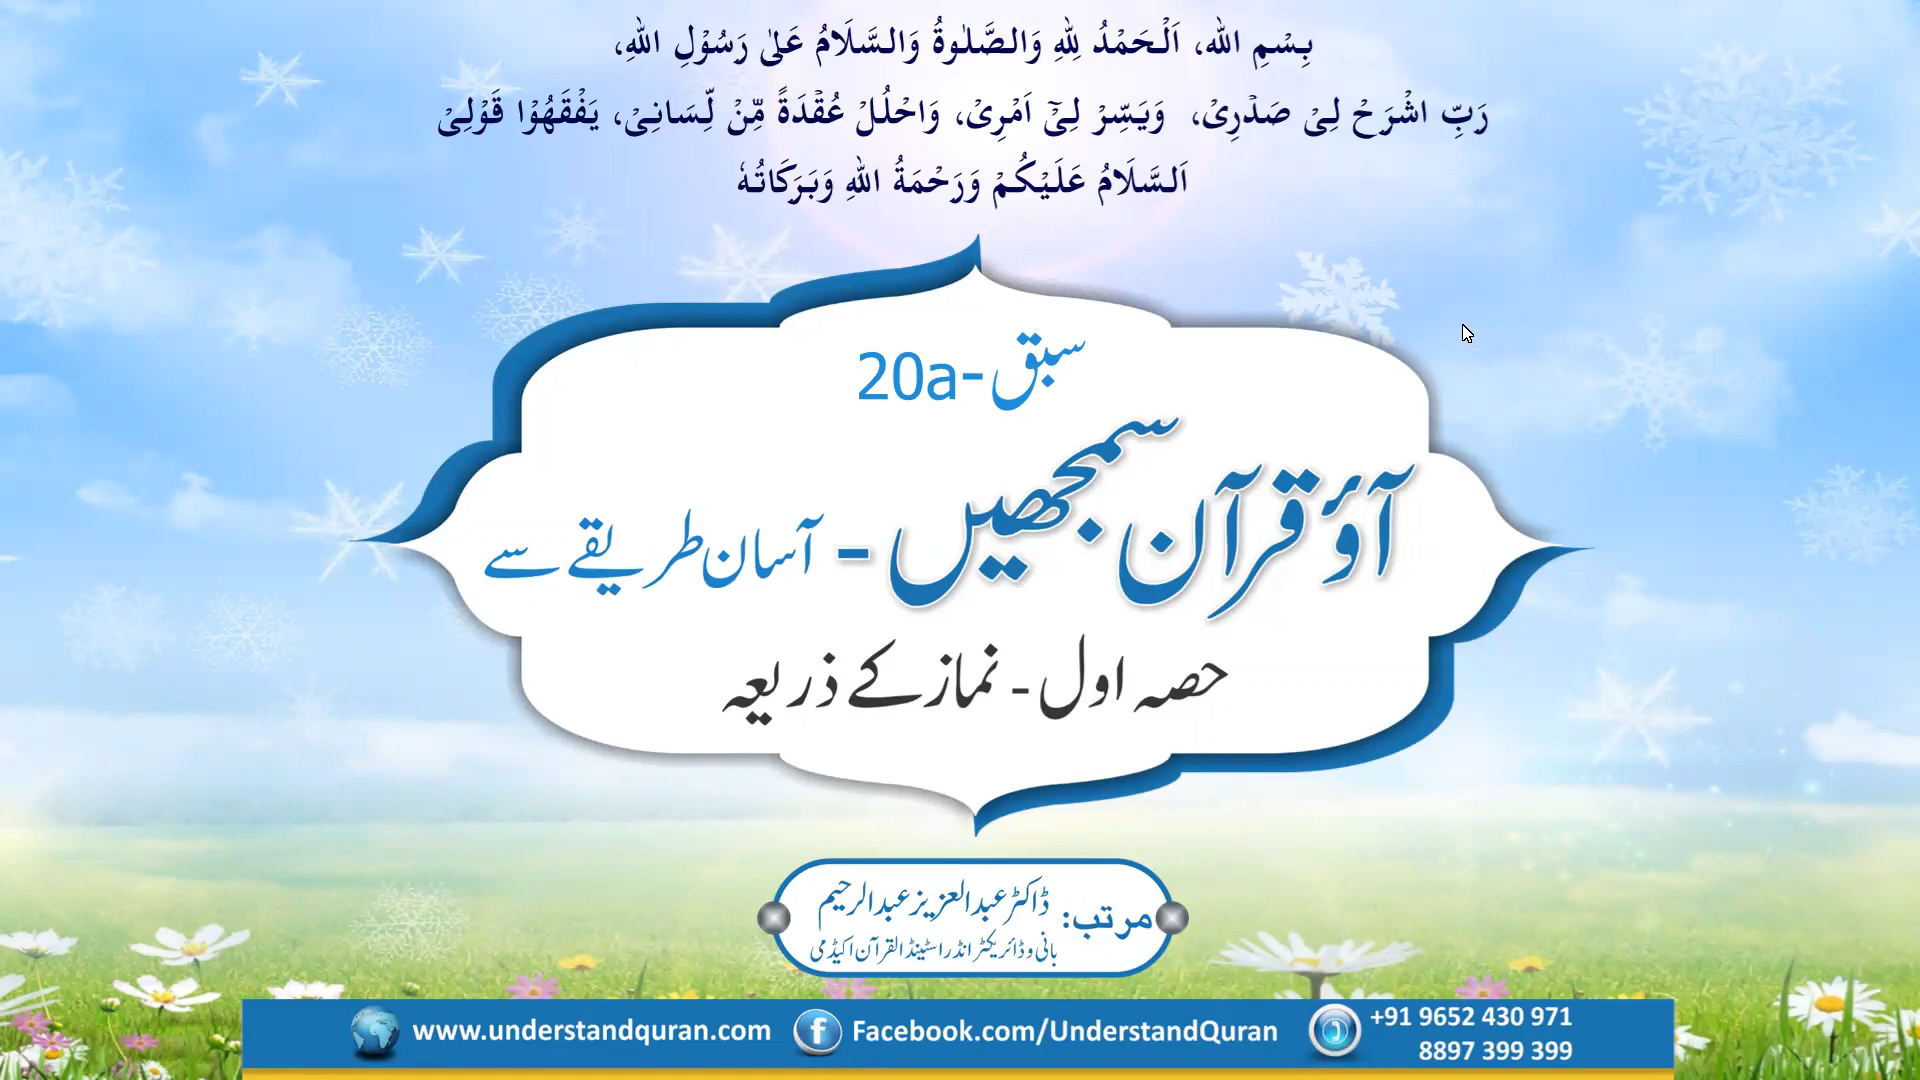 بِسْمِ اللهِ، اَلْحَمْدُ لِلّٰهِ وَالصَّلٰوةُ وَالسَّلَامُ عَلٰى رَسُوْلِ اللهِ،
رَبِّ اشْرَحْ لِىْ صَدْرِىْ، وَيَسِّرْ لِىْٓ اَمْرِىْ، وَاحْلُلْ عُقْدَةً مِّنْ لِّسَانِىْ، يَفْقَهُوْا قَوْلِىْ
اَلسَّلَامُ عَلَيْكُمْ وَرَحْمَةُ اللهِ وَبَرَكَاتُهٗ
سبق-20a
آؤ قرآن سمجھیں - آسان طریقے سے
حصہ اول - نماز کے ذریعہ
مرتب: ڈاکٹر عبدالعزیز عبدالرحیم
بانی و ڈائریکٹر انڈراسٹینڈ القرآن اکیڈمی
www.understandquran.com
Facebook.com/UnderstandQuran
+91 9652 430 971
8897 399 399